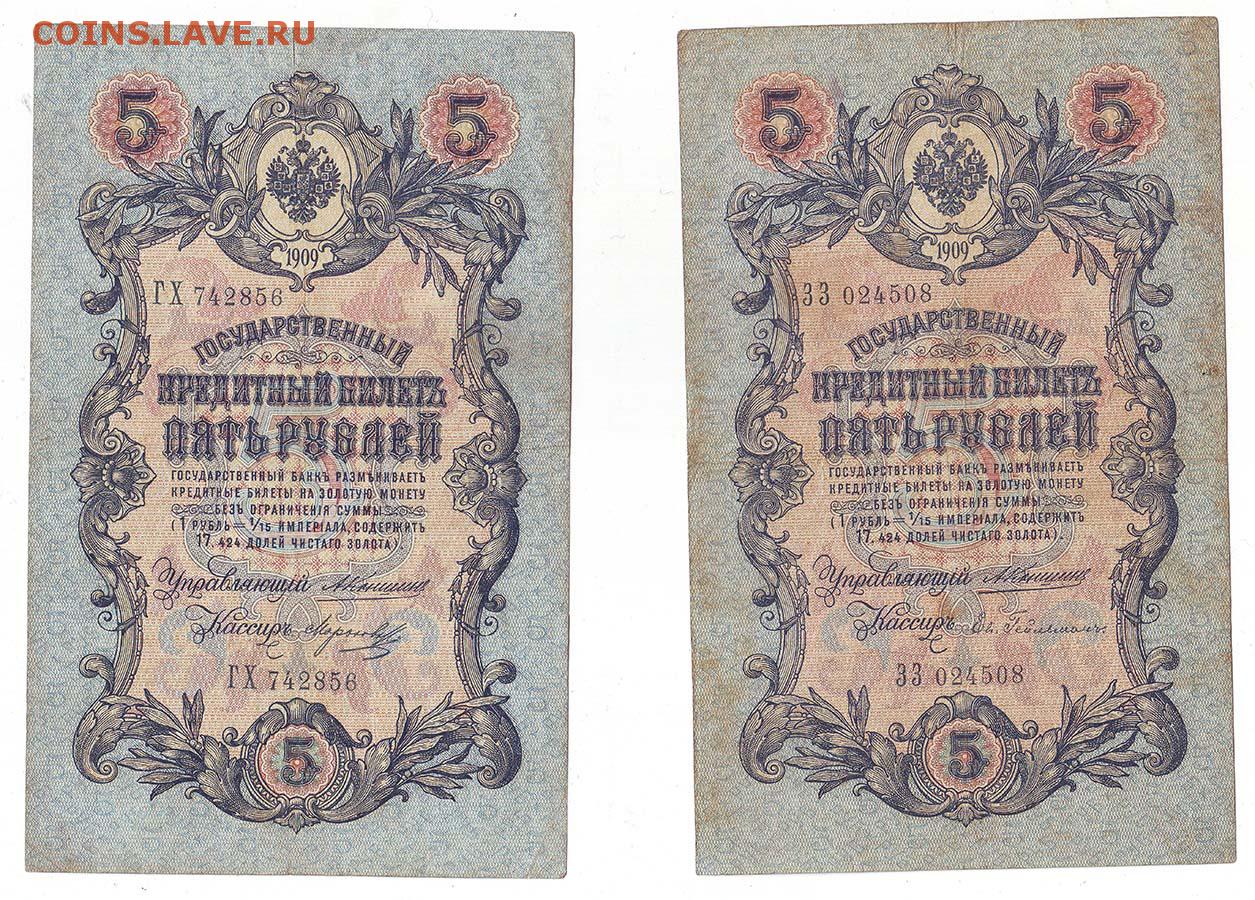 COINS.LAVE.RU
5 5
1909
ГХ 742856
ГОСУДАРСТВЕННЫЙ
КРЕДИТНЫЙ БИЛЕТЪ
ПЯТЬ РУБЛЕЙ
ГОСУДАРСТВЕННЫЙ БАНКЪ РАЗМѢНИВАЕТЪ
КРЕДИТНЫЕ БИЛЕТЫ НА ЗОЛОТУЮ МОНЕТУ
БЕЗЪ ОГРАНИЧЕНІЯ СУММЫ
(1 РУБЛЬ = 1/15 ИМПЕРІАЛА, СОДЕРЖИТЪ
17,424 ДОЛЕЙ ЧИСТАГО ЗОЛОТА).
Управляющій АКоншинъ
Кассиръ Морозовъ
ГХ 742856
5
5 5
1909
ЗЗ 024508
ГОСУДАРСТВЕННЫЙ
КРЕДИТНЫЙ БИЛЕТЪ
ПЯТЬ РУБЛЕЙ
ГОСУДАРСТВЕННЫЙ БАНКЪ РАЗМѢНИВАЕТЪ
КРЕДИТНЫЕ БИЛЕТЫ НА ЗОЛОТУЮ МОНЕТУ
БЕЗЪ ОГРАНИЧЕНІЯ СУММЫ
(1 РУБЛЬ = 1/15 ИМПЕРІАЛА, СОДЕРЖИТЪ
17,424 ДОЛЕЙ ЧИСТАГО ЗОЛОТА).
Управляющій АКоншинъ
Кассиръ
ЗЗ 024508
5